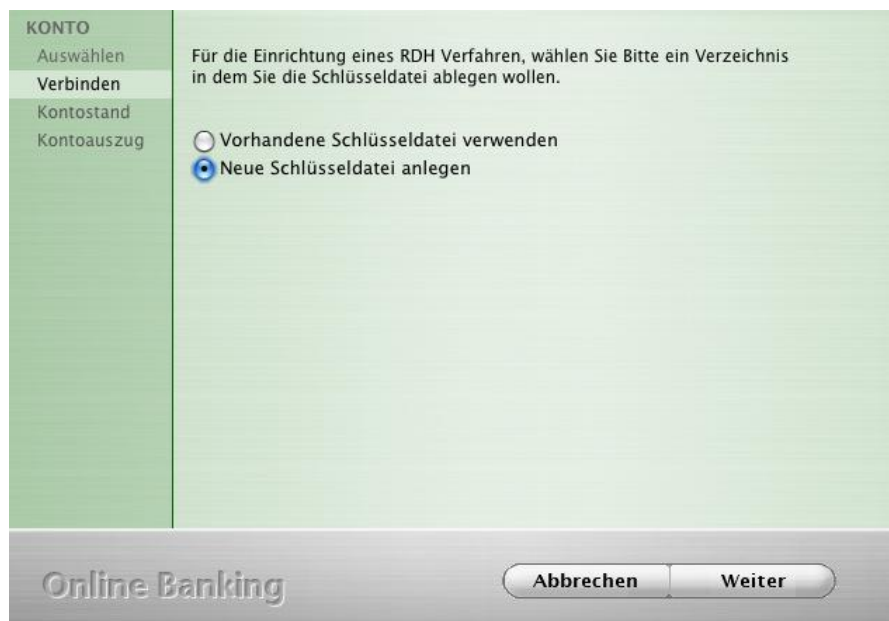 KONTO
Auswählen
Verbinden
Kontostand
Kontoauszug
Für die Einrichtung eines RDH Verfahren, wählen Sie Bitte ein Verzeichnis
in dem Sie die Schlüsseldatei ablegen wollen.
Vorhandene Schlüsseldatei verwenden
Neue Schlüsseldatei anlegen
Online Banking
Abbrechen
Weiter